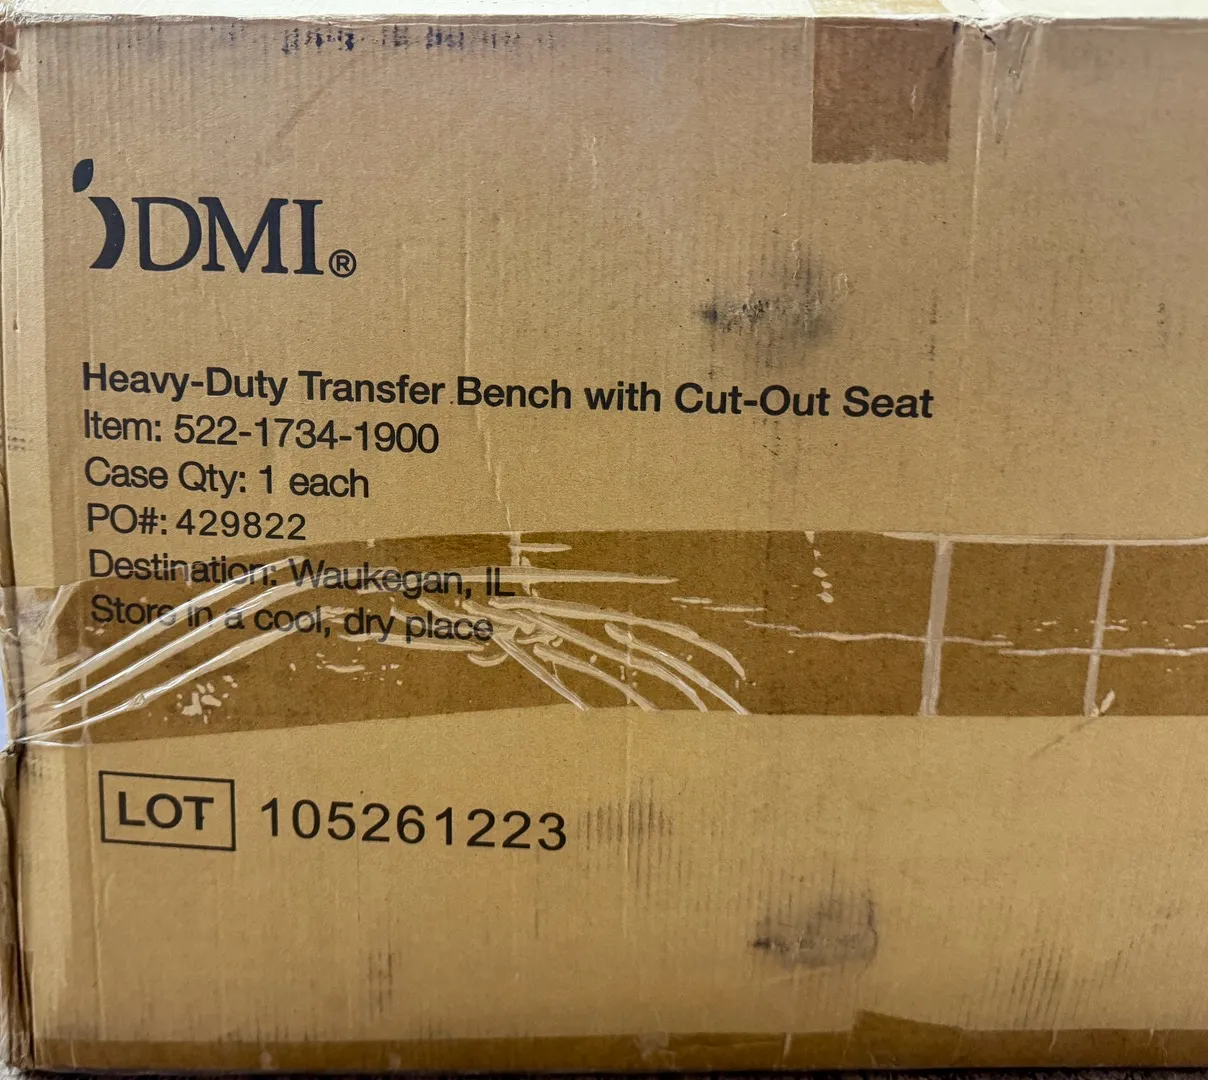 DMI®
Heavy-Duty Transfer Bench with Cut-Out Seat
Item: 522-1734-1900
Case Qty: 1 each
PO#: 429822
Destination: Waukegan, IL
Store in a cool, dry place
LOT 105261223